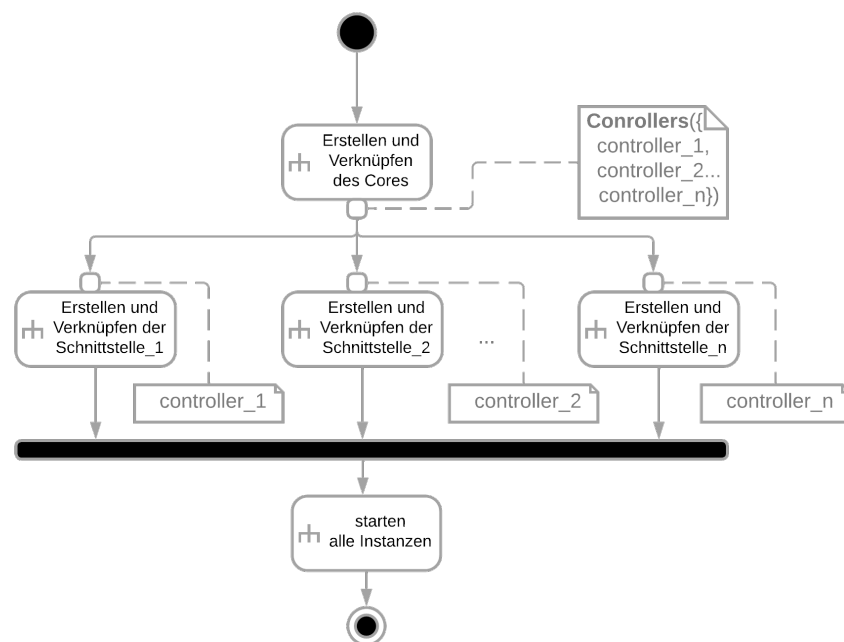 Erstellen und
Verknüpfen
des Cores
Conrollers({
controller_1,
controller_2...
controller_n})
Erstellen und
Verknüpfen der
Schnittstelle_1
Erstellen und
Verknüpfen der
Schnittstelle_2
...
Erstellen und
Verknüpfen der
Schnittstelle_n
controller_1
controller_2
controller_n
starten
alle Instanzen